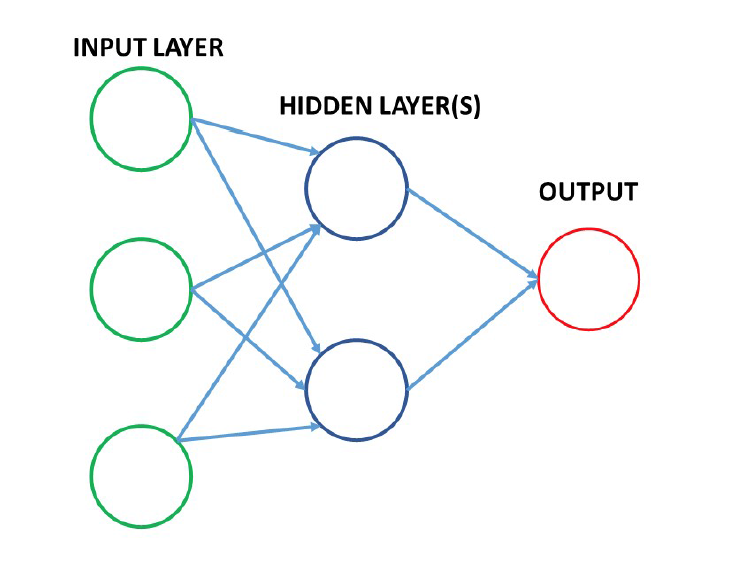 INPUT LAYER
HIDDEN LAYER(S)
OUTPUT